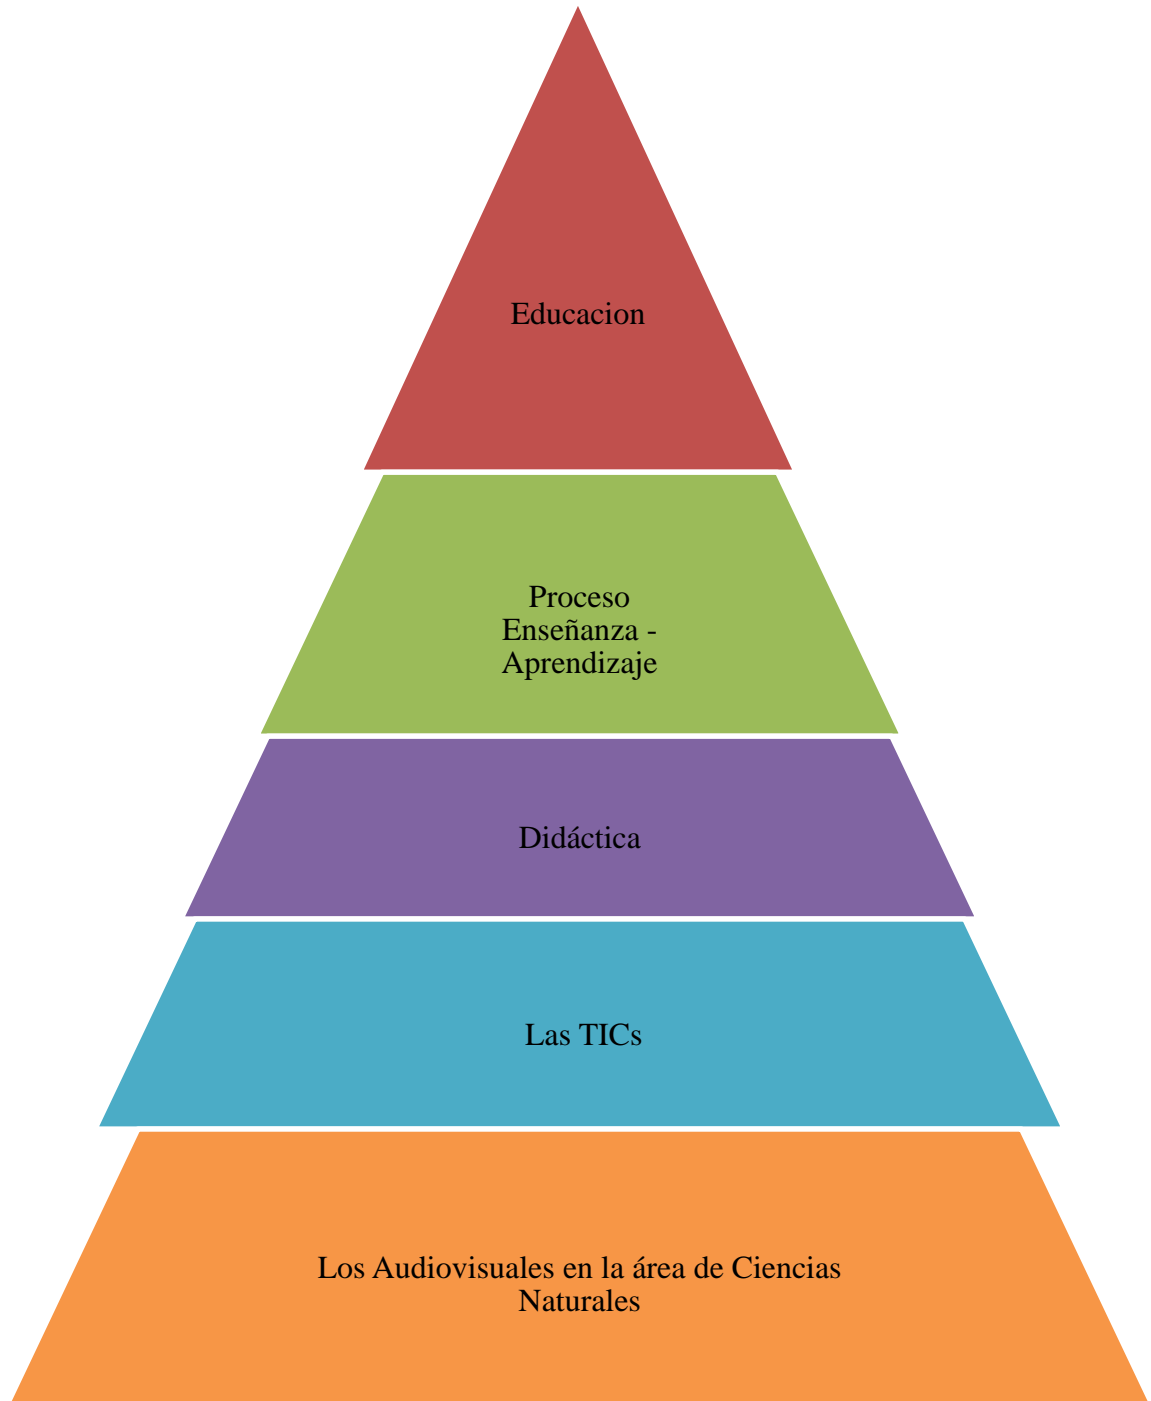 Educacion
Proceso
Enseñanza -
Aprendizaje
Didáctica
Las TICs
Los Audiovisuales en la área de Ciencias
Naturales